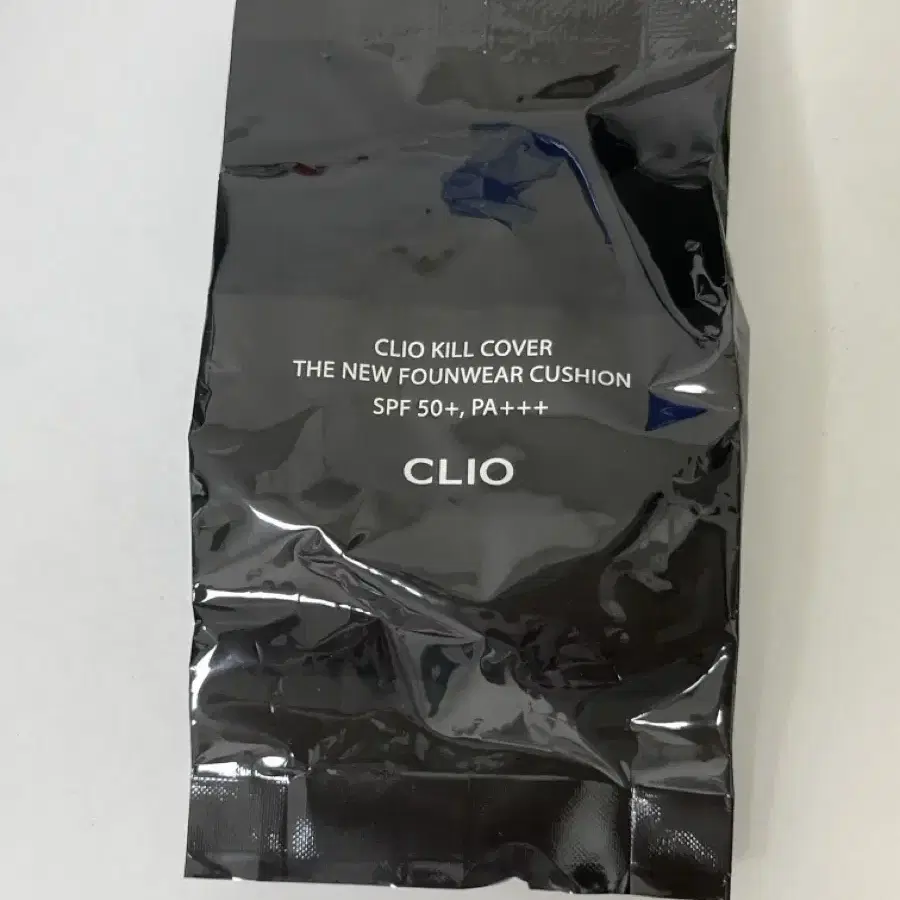 CLIO KILL COVER
THE NEW FOUNWEAR CUSHION
SPF 50+, PA+++
CLIO